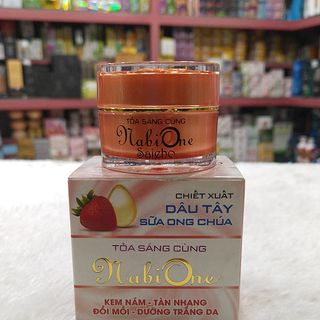 TỎA SÁNG CÙNG
NabiOne
Saleho
CHIẾT XUẤT
DÂU TÂY
SỮA ONG CHÚA
TỎA SÁNG CÙNG
NabiOne
KEM NÁM - TÀN NHANG
ĐỒI MỒI - DƯỠNG TRẮNG DA